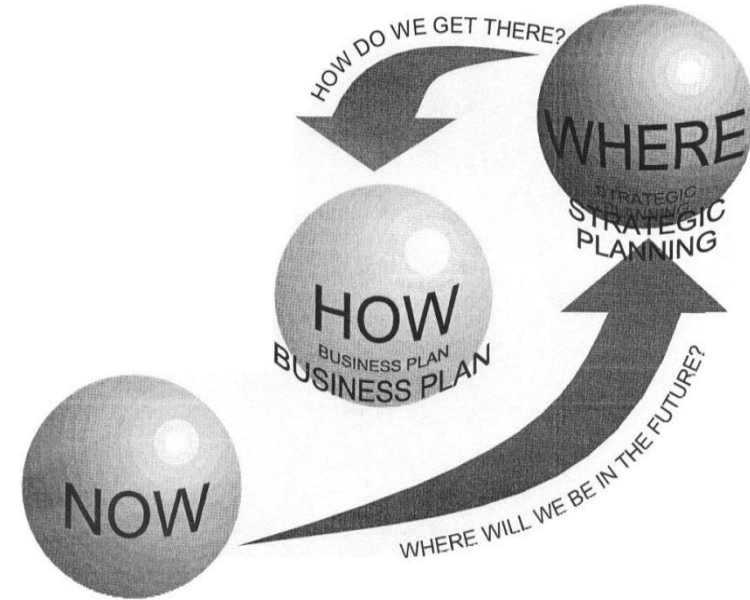 HOW DO WE GET THERE?
WHERE
STRATEGIC
PLANNING
STRATEGIC
PLANNING
HOW
BUSINESS PLAN
BUSINESS PLAN
NOW
WHERE WILL WE BE IN THE FUTURE?